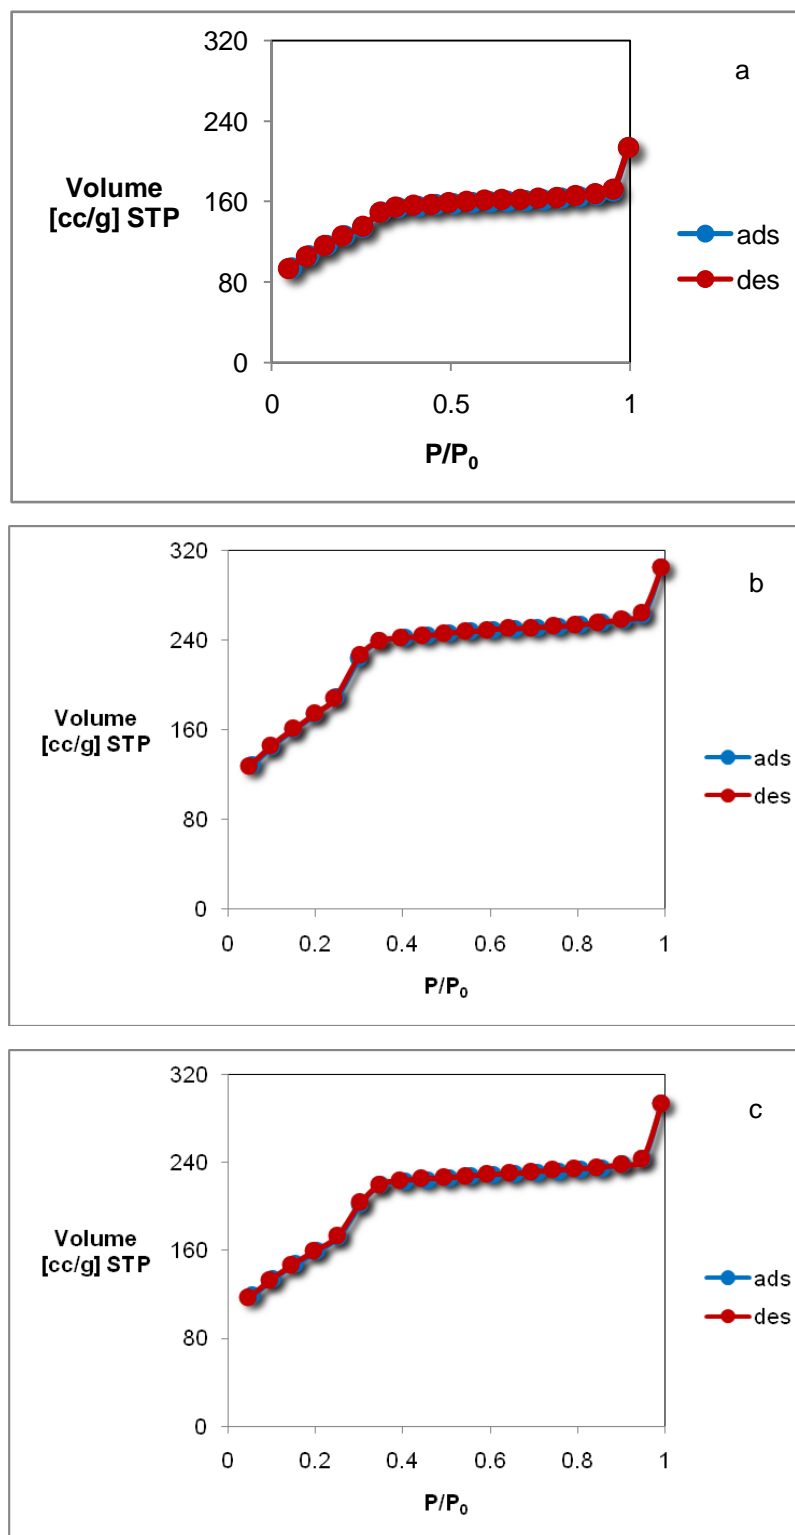 a
320
240
160
80
0
Volume
[cc/g] STP
0 0.5 1
P/P₀
ads
des
b
320
240
160
80
0
Volume
[cc/g] STP
0 0.2 0.4 0.6 0.8 1
P/P₀
ads
des
c
320
240
160
80
0
Volume
[cc/g] STP
0 0.2 0.4 0.6 0.8 1
P/P₀
ads
des